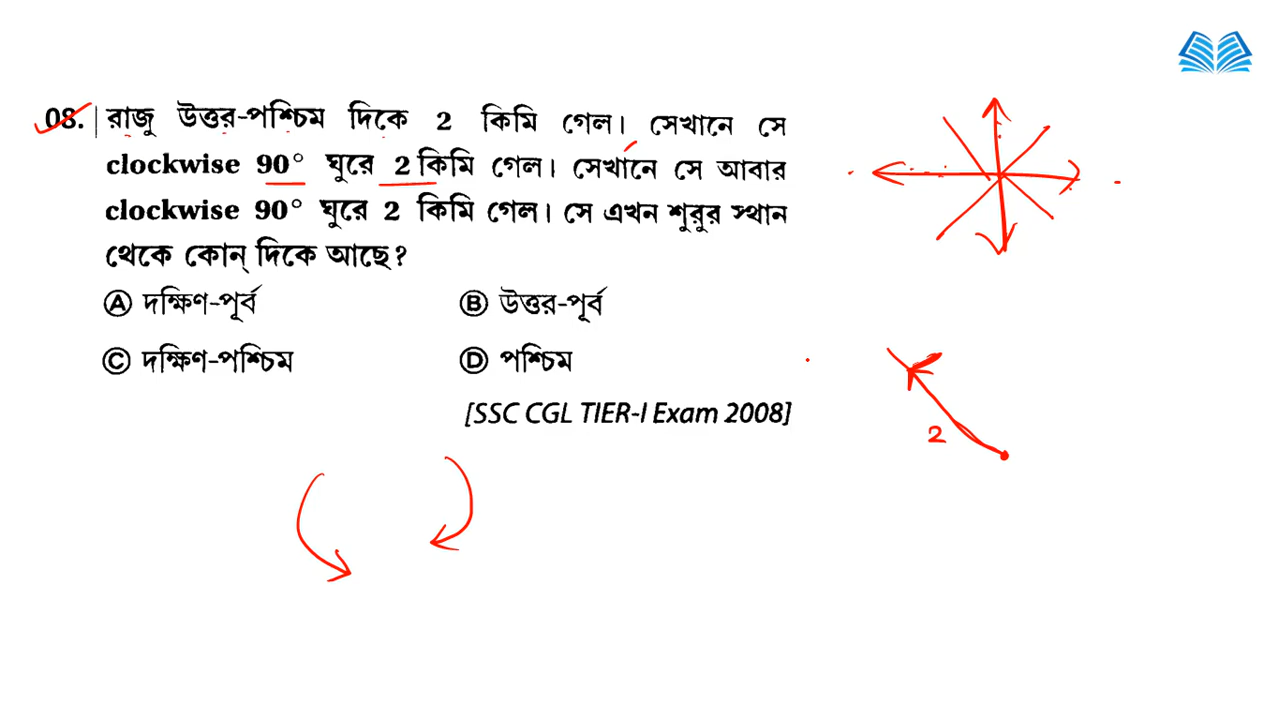 08. রাজু উত্তর-পশ্চিম দিকে 2 কিমি গেল। সেখানে সে
clockwise 90° ঘুরে 2 কিমি গেল। সেখানে সে আবার
clockwise 90° ঘুরে 2 কিমি গেল। সে এখন শুরুর স্থান
থেকে কোন্ দিকে আছে?
Ⓐ দক্ষিণ-পূর্ব Ⓑ উত্তর-পূর্ব
Ⓒ দক্ষিণ-পশ্চিম Ⓓ পশ্চিম
[SSC CGL TIER-I Exam 2008]
2